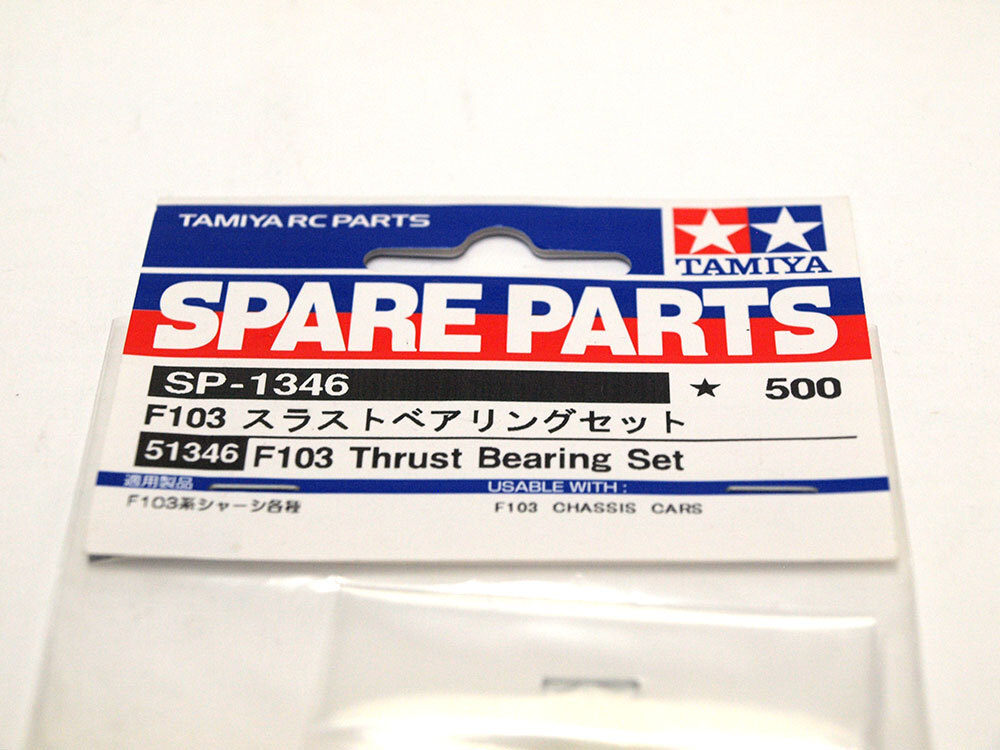 TAMIYA RC PARTS
TAMIYA
SPARE PARTS
SP-1346 ★ 500
F103 スラストベアリングセット
51346 F103 Thrust Bearing Set
適用製品 USABLE WITH :
F103系シャーシ各種 F103 CHASSIS CARS